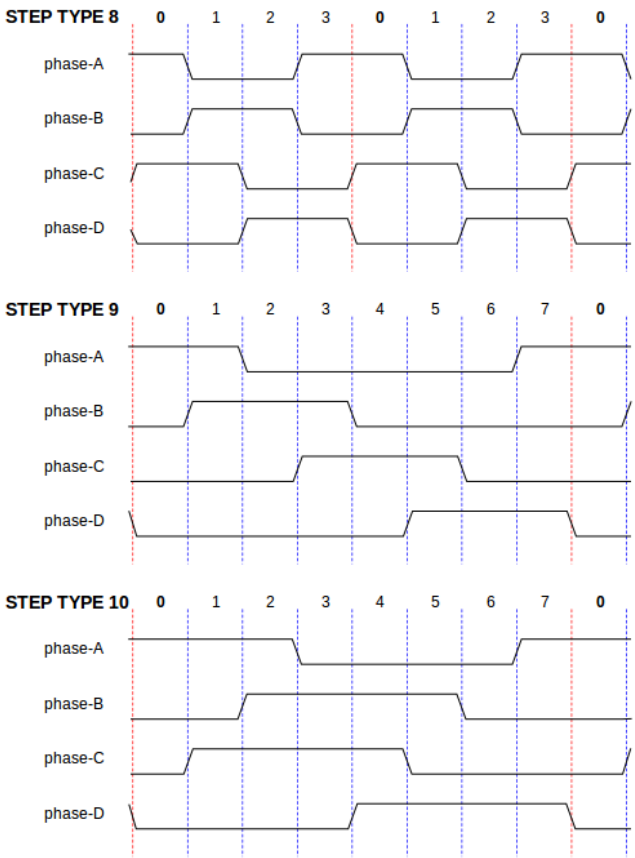 STEP TYPE 8 0 1 2 3 0 1 2 3 0
phase-A
phase-B
phase-C
phase-D
STEP TYPE 9 0 1 2 3 4 5 6 7 0
phase-A
phase-B
phase-C
phase-D
STEP TYPE 10 0 1 2 3 4 5 6 7 0
phase-A
phase-B
phase-C
phase-D